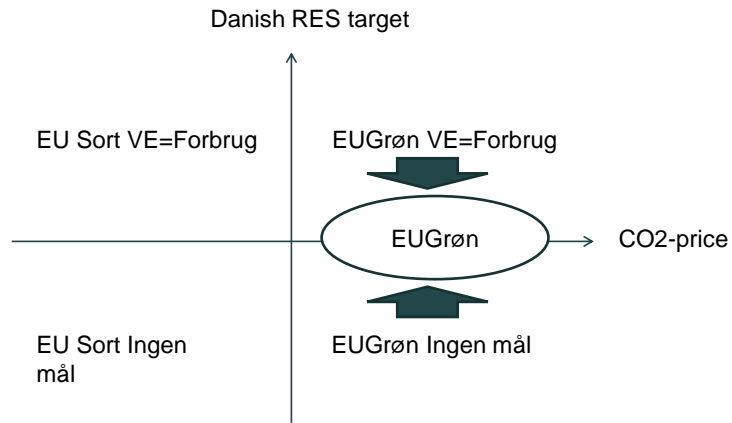 Danish RES target
EU Sort VE=Forbrug
EUGrøn VE=Forbrug
EUGrøn
CO2-price
EU Sort Ingen
mål
EUGrøn Ingen mål